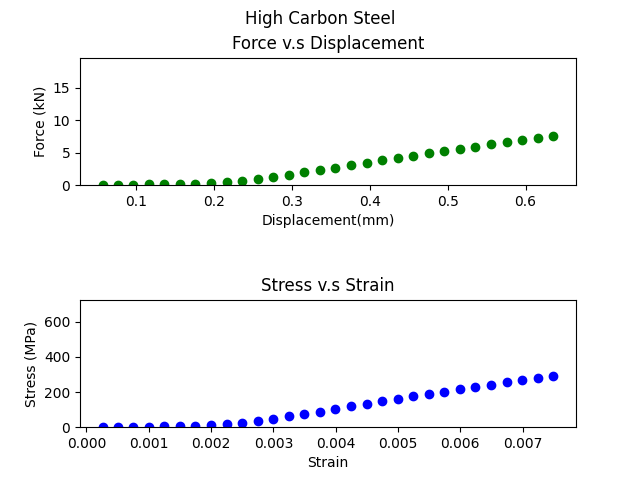 High Carbon Steel
Force v.s Displacement
Force (kN)
15
10
5
0
0.1 0.2 0.3 0.4 0.5 0.6
Displacement(mm)
Stress v.s Strain
Stress (MPa)
600
400
200
0
0.000 0.001 0.002 0.003 0.004 0.005 0.006 0.007
Strain